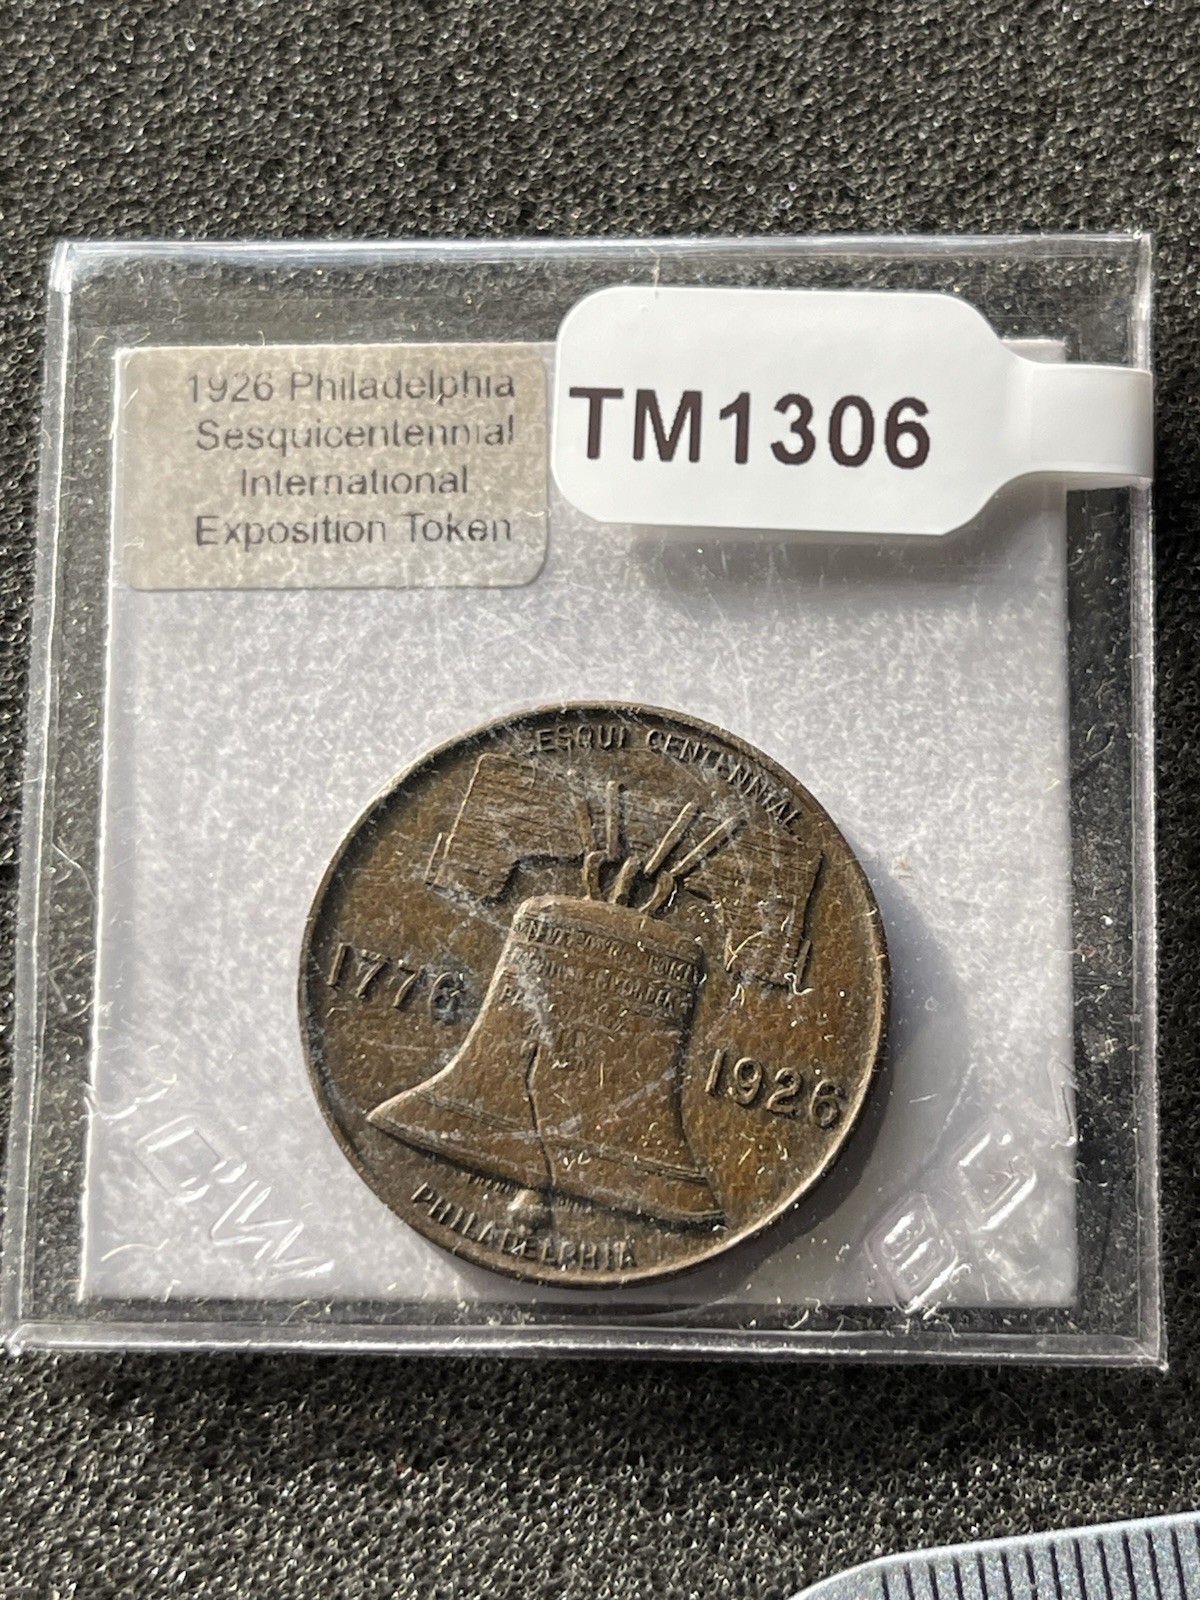 1926 Philadelphia
Sesquicentennial
International
Exposition Token
TM1306
SESQUI CENTENNIAL
1776
1926
PHILADELPHIA